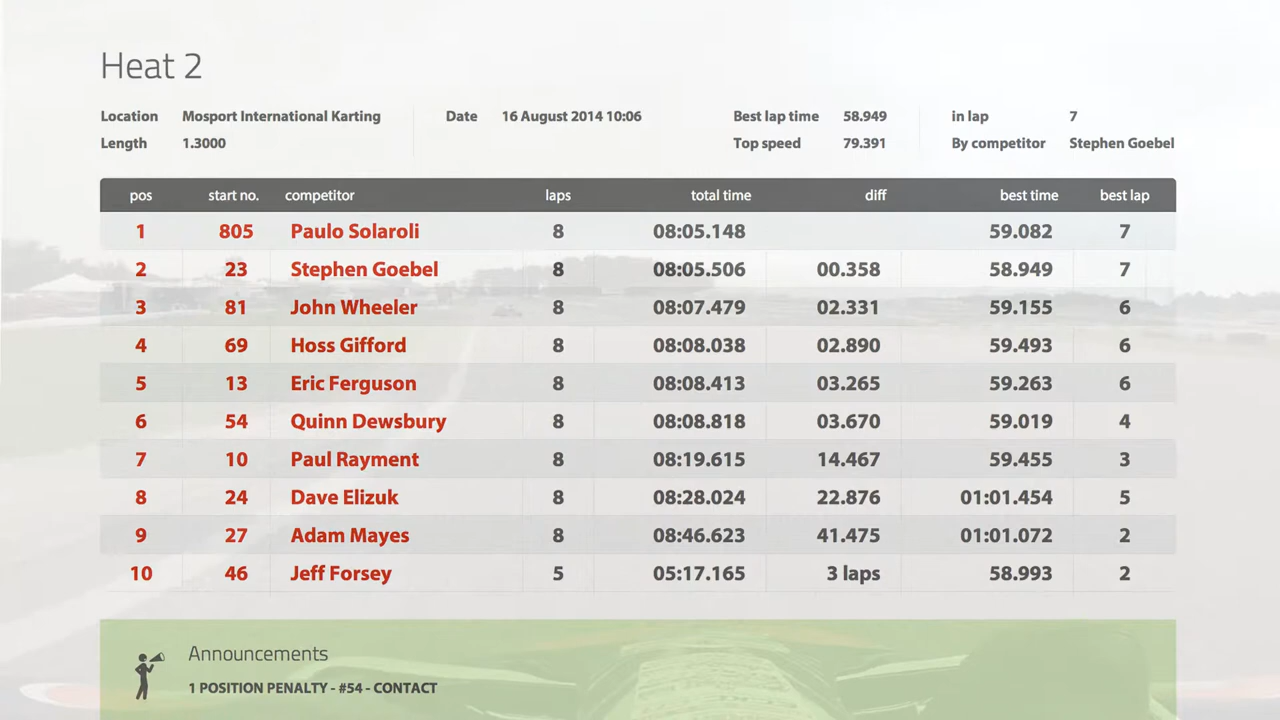 Heat 2
Location Mosport International Karting Date 16 August 2014 10:06 Best lap time 58.949 in lap 7
Length 1.3000 Top speed 79.391 By competitor Stephen Goebel
pos start no. competitor laps total time diff best time best lap
1 805 Paulo Solaroli 8 08:05.148 59.082 7
2 23 Stephen Goebel 8 08:05.506 00.358 58.949 7
3 81 John Wheeler 8 08:07.479 02.331 59.155 6
4 69 Hoss Gifford 8 08:08.038 02.890 59.493 6
5 13 Eric Ferguson 8 08:08.413 03.265 59.263 6
6 54 Quinn Dewsbury 8 08:08.818 03.670 59.019 4
7 10 Paul Rayment 8 08:19.615 14.467 59.455 3
8 24 Dave Elizuk 8 08:28.024 22.876 01:01.454 5
9 27 Adam Mayes 8 08:46.623 41.475 01:01.072 2
10 46 Jeff Forsey 5 05:17.165 3 laps 58.993 2
Announcements
1 POSITION PENALTY - #54 - CONTACT